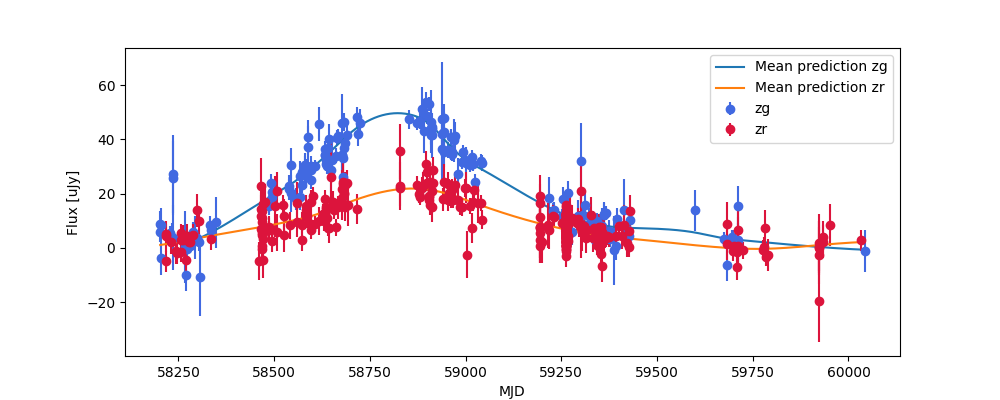 Mean prediction zg
Mean prediction zr
zg
zr
Flux [uJy]
60
40
20
0
−20
58250 58500 58750 59000 59250 59500 59750 60000
MJD